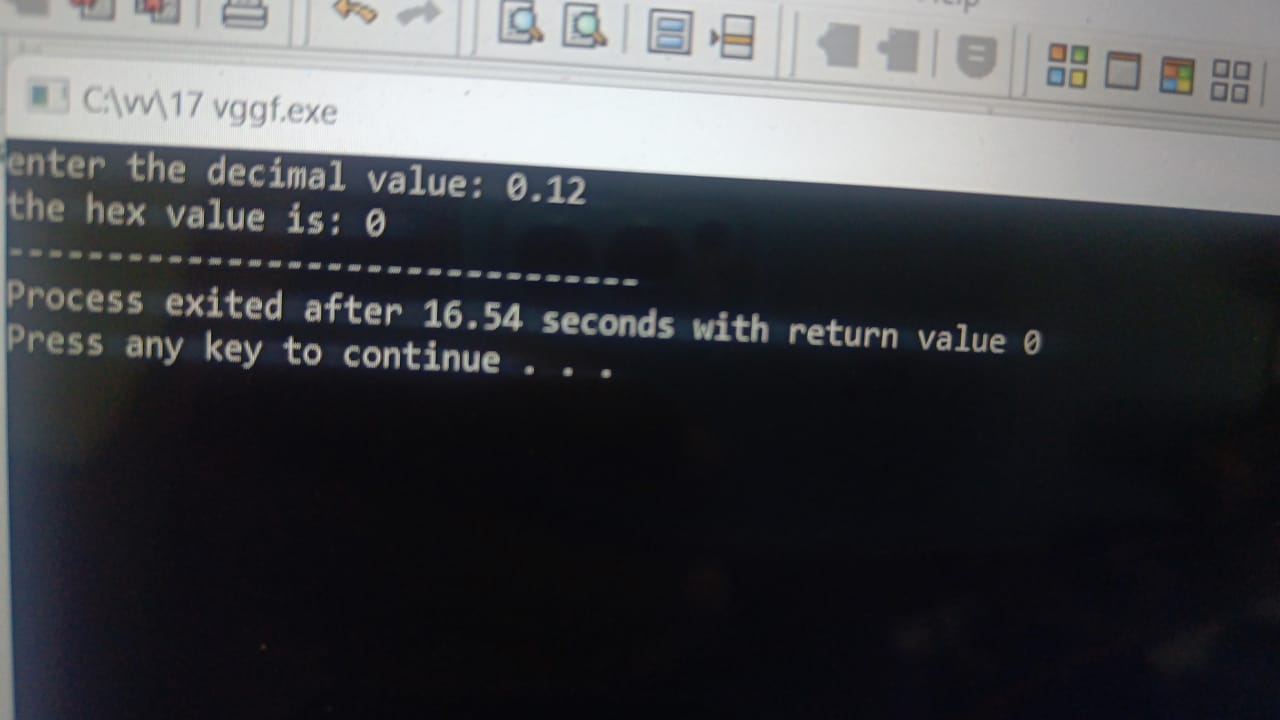 C:\vv\17 vggf.exe
enter the decimal value: 0.12
the hex value is: 0
--------------------------------
Process exited after 16.54 seconds with return value 0
Press any key to continue . . .